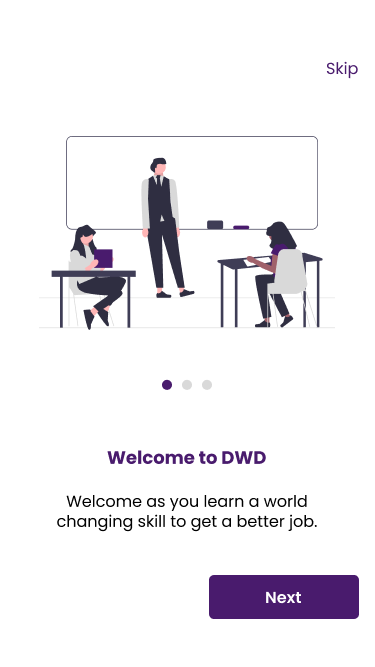 Skip
Welcome to DWD
Welcome as you learn a world
changing skill to get a better job.
Next